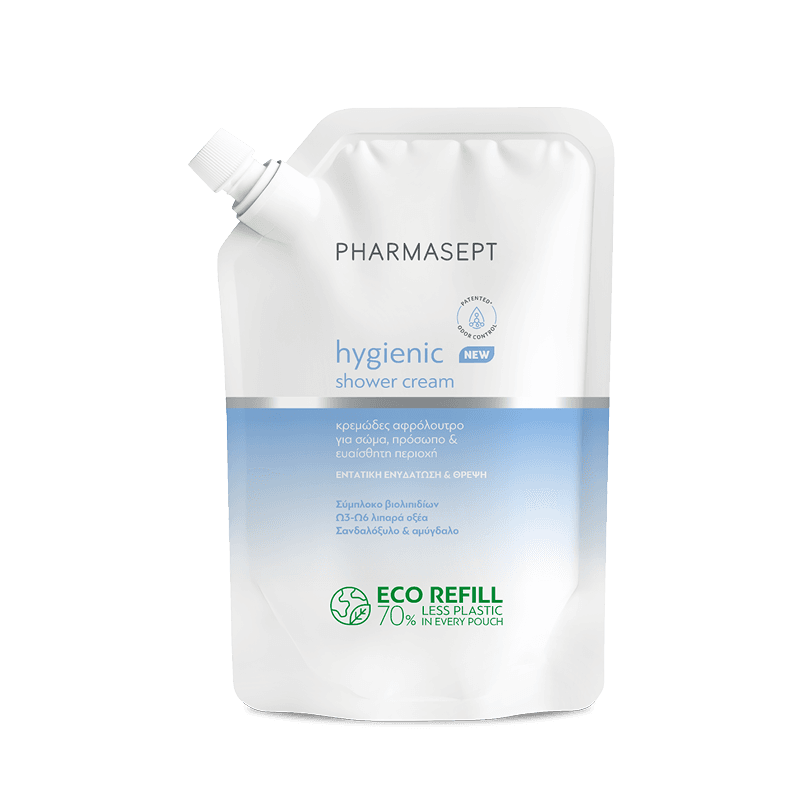 PHARMASEPT
PATENTED*
ODOR CONTROL
hygienic NEW
shower cream
κρεμώδες αφρόλουτρο
για σώμα, πρόσωπο &
ευαίσθητη περιοχή
ΕΝΤΑΤΙΚΗ ΕΝΥΔΑΤΩΣΗ & ΘΡΕΨΗ
Σύμπλοκο βιολιπιδίων
Ω3-Ω6 λιπαρά οξέα
Σανδαλόξυλο & αμύγδαλο
ECO REFILL
70% LESS PLASTIC
IN EVERY POUCH